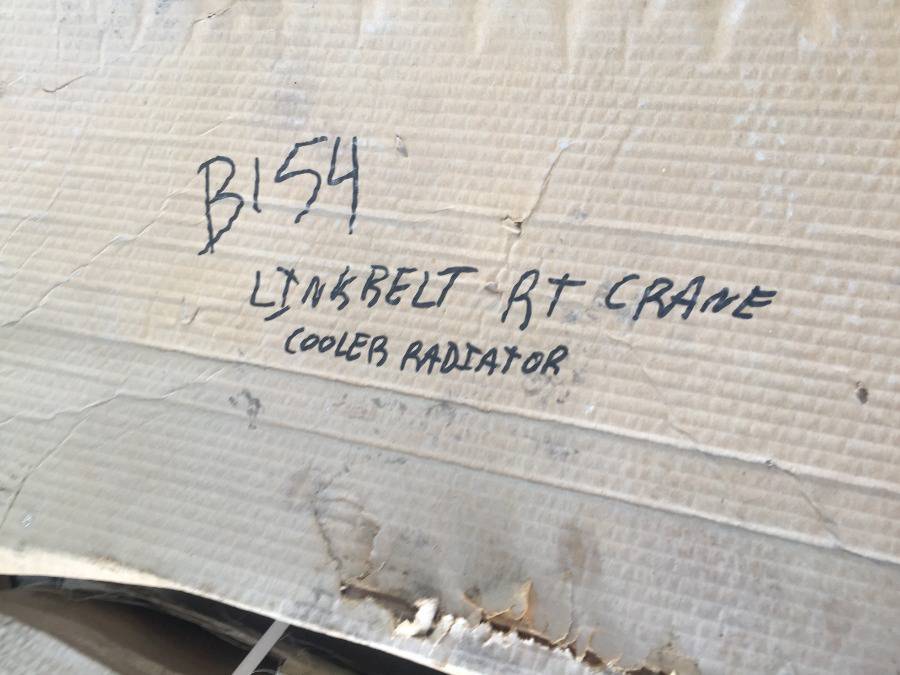 B154
LINKBELT RT CRANE
COOLER RADIATOR